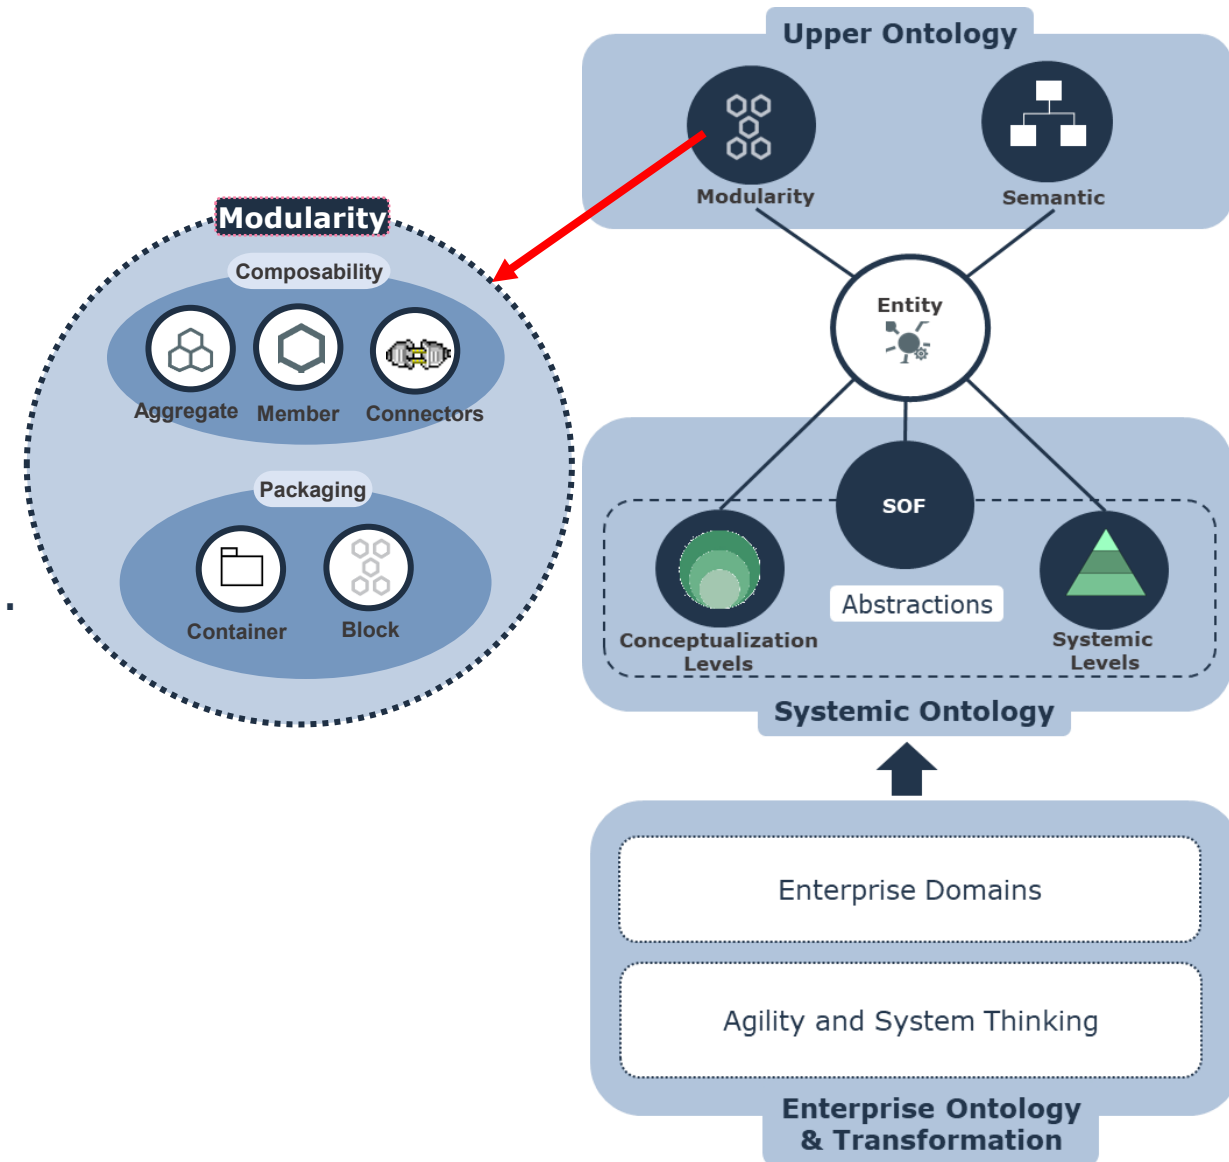 Upper Ontology
Modularity
Semantic
Entity
Modularity
Composability
Aggregate
Member
Connectors
Packaging
Container
Block
.
SOF
Abstractions
Conceptualization
Levels
Systemic
Levels
Systemic Ontology
Enterprise Domains
Agility and System Thinking
Enterprise Ontology
& Transformation